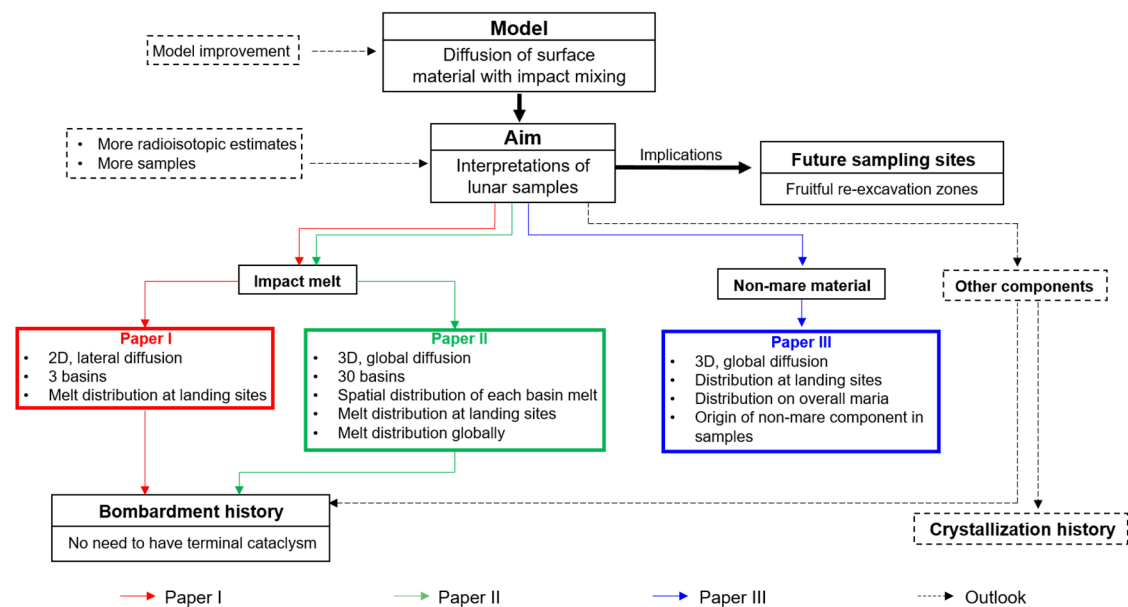 Model
Model improvement
Diffusion of surface
material with impact mixing
• More radioisotopic estimates
• More samples
Aim
Interpretations of
lunar samples
Implications
Future sampling sites
Fruitful re-excavation zones
Impact melt
Non-mare material
Other components
Paper I
• 2D, lateral diffusion
• 3 basins
• Melt distribution at landing sites
Paper II
• 3D, global diffusion
• 30 basins
• Spatial distribution of each basin melt
• Melt distribution at landing sites
• Melt distribution globally
Paper III
• 3D, global diffusion
• Distribution at landing sites
• Distribution on overall maria
• Origin of non-mare component in
samples
Bombardment history
No need to have terminal cataclysm
Crystallization history
Paper I
Paper II
Paper III
Outlook